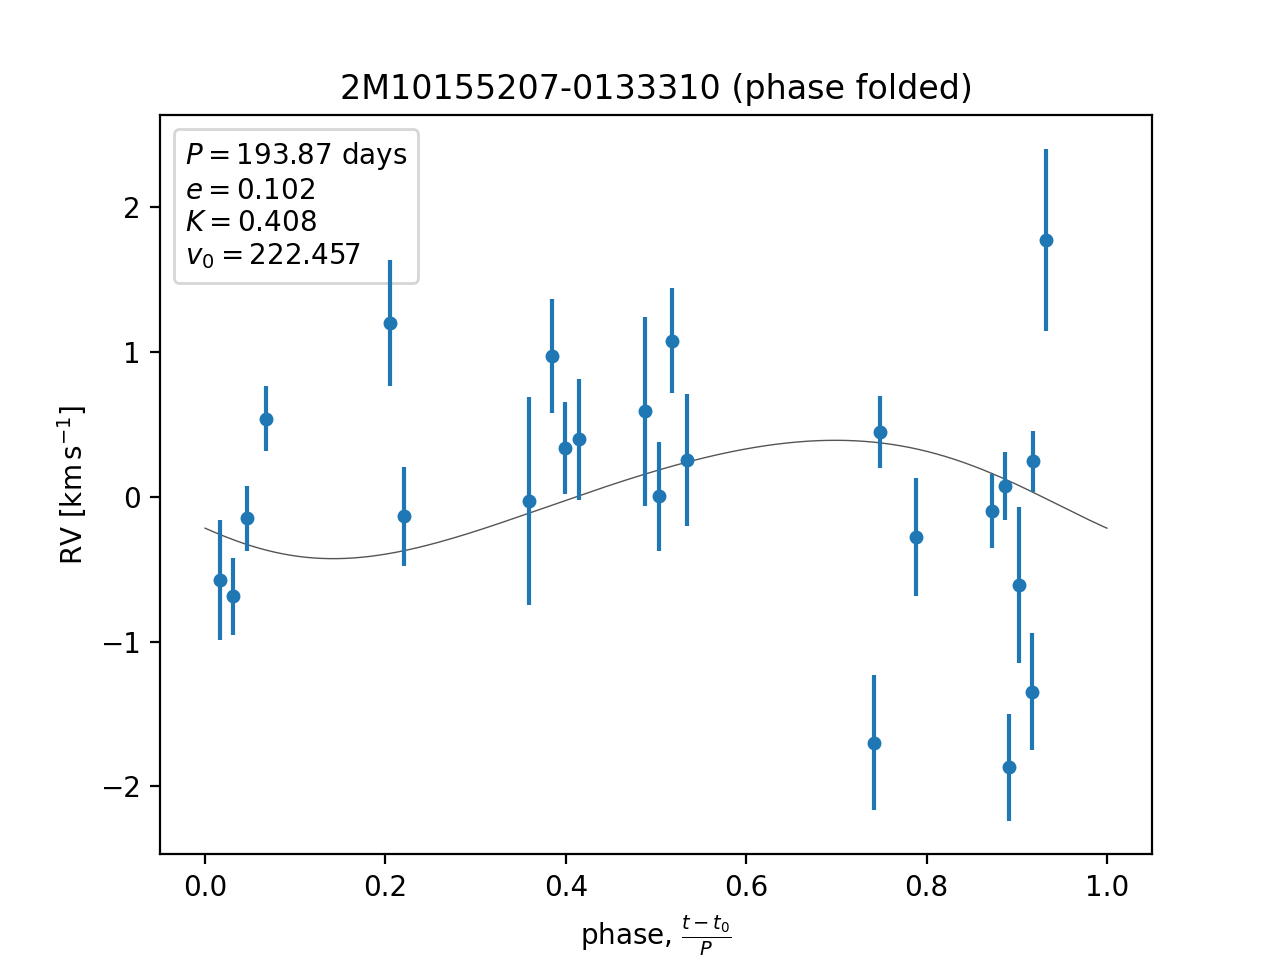 2M10155207-0133310 (phase folded)
P = 193.87 days
e = 0.102
K = 0.408
v₀ = 222.457
2
1
0
−1
−2
RV [km s⁻¹]
0.0 0.2 0.4 0.6 0.8 1.0
phase, (t − t₀)/P